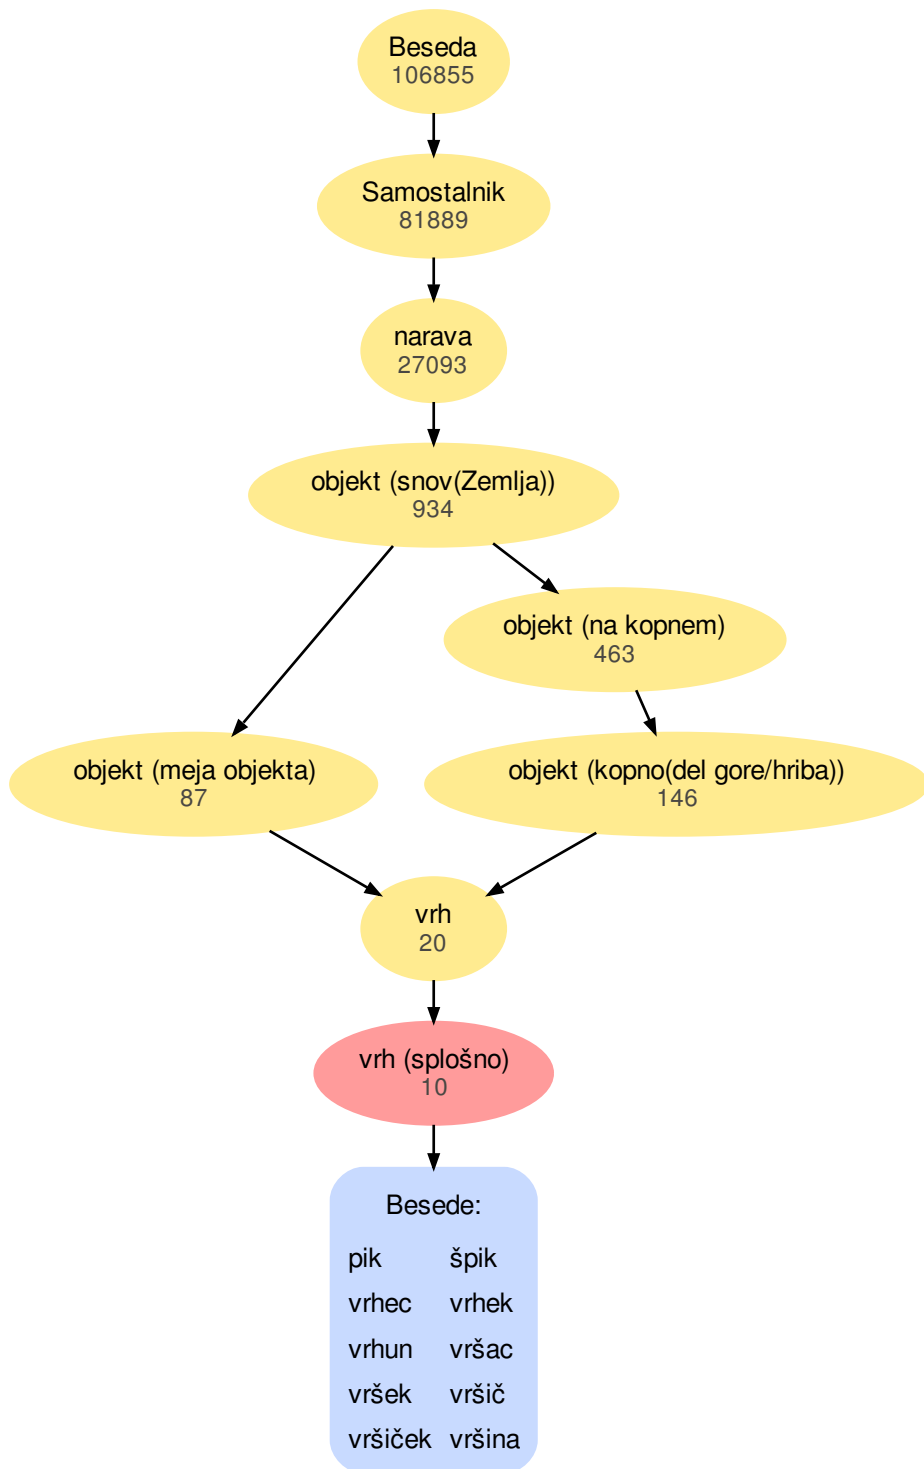 Beseda
106855
Samostalnik
81889
narava
27093
objekt (snov(Zemlja))
934
objekt (na kopnem)
463
objekt (meja objekta)
87
objekt (kopno(del gore/hriba))
146
vrh
20
vrh (splošno)
10
Besede:
pik špik
vrhec vrhek
vrhun vršac
vršek vršič
vršiček vršina